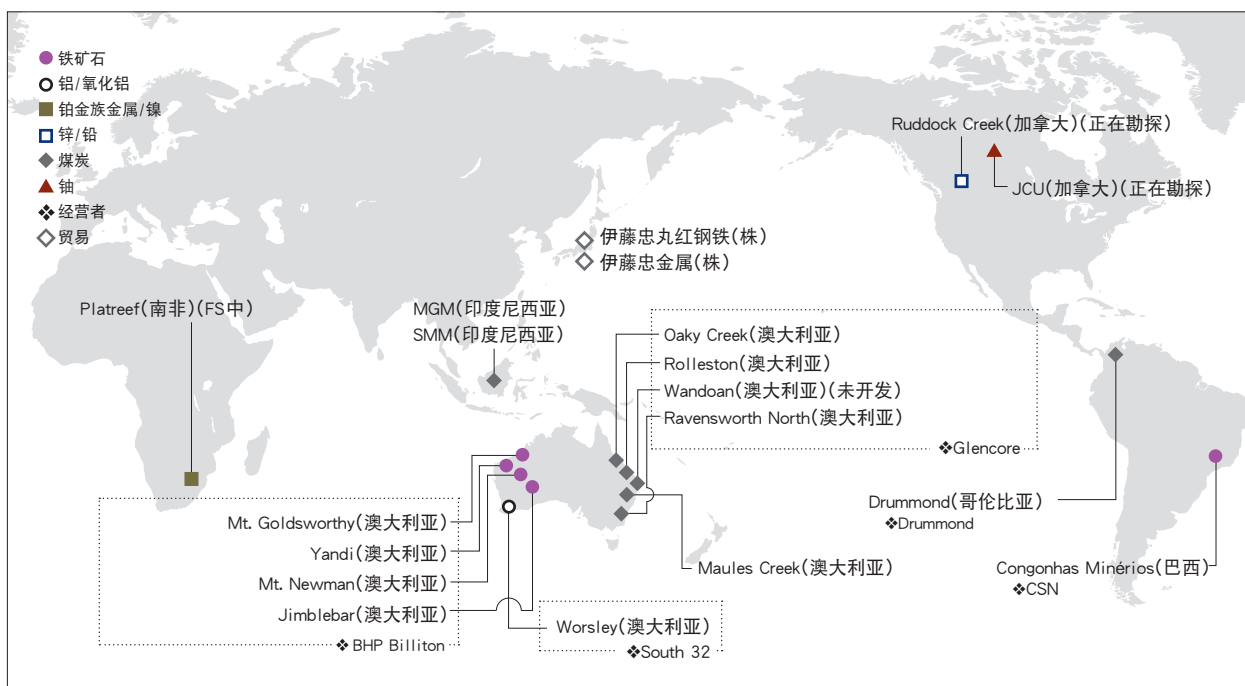 铁矿石
铝/氧化铝
铂金族金属/镍
锌/铅
煤炭
铀
经营者
贸易
Ruddock Creek(加拿大)(正在勘探)
JCU(加拿大)(正在勘探)
伊藤忠丸红钢铁(株)
伊藤忠金属(株)
Platreef(南非)(FS中)
MGM(印度尼西亚)
SMM(印度尼西亚)
Oaky Creek(澳大利亚)
Rolleston(澳大利亚)
Wandoan(澳大利亚)(未开发)
Ravensworth North(澳大利亚)
❖Glencore
Drummond(哥伦比亚)
❖Drummond
Mt. Goldsworthy(澳大利亚)
Yandi(澳大利亚)
Mt. Newman(澳大利亚)
Jimblebar(澳大利亚)
❖ BHP Billiton
Maules Creek(澳大利亚)
Congonhas Minérios(巴西)
❖CSN
Worsley(澳大利亚)
❖South 32